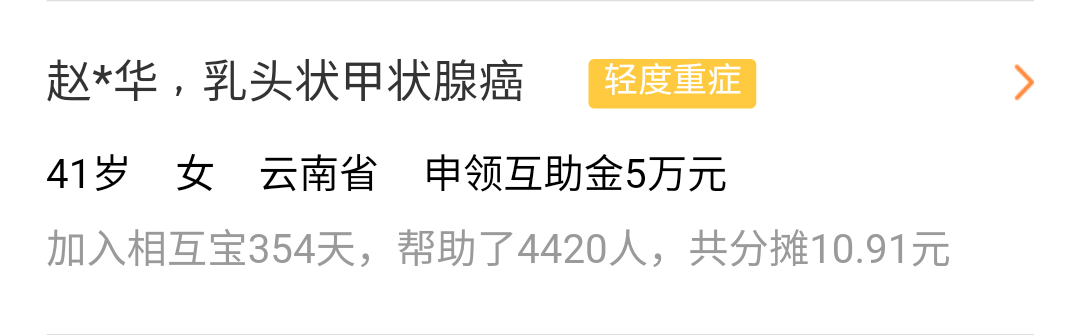 赵*华，乳头状甲状腺癌 轻度重症
41岁 女 云南省 申领互助金5万元
加入相互宝354天，帮助了4420人，共分摊10.91元